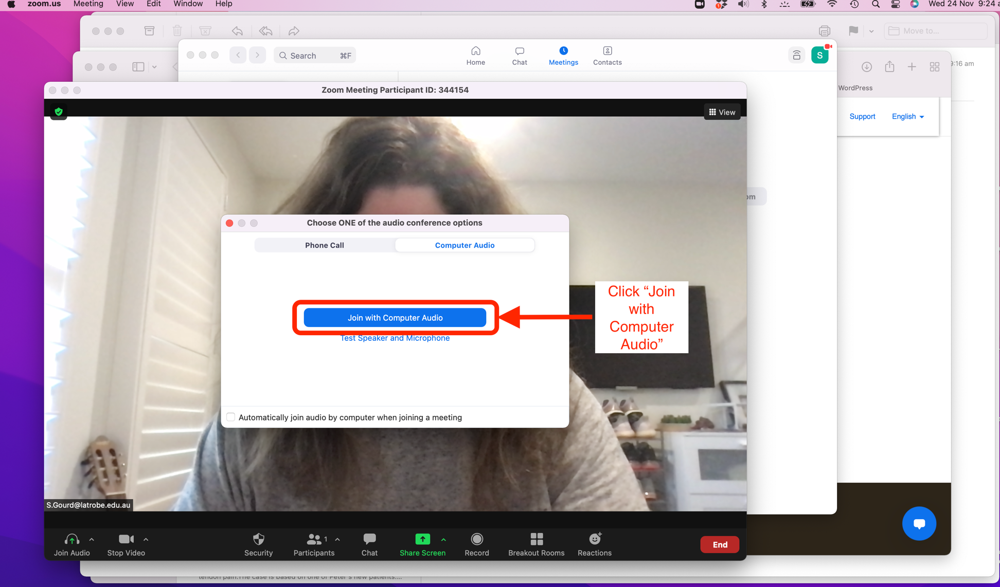 zoom.us Meeting View Edit Window Help
1
Wed 24 Nov 9:24 a
Move to...
Search ⌘F
Home
Chat
Meetings
Contacts
S
9:16 am
WordPress
Support
English
Zoom Meeting Participant ID: 344154
View
om
Choose ONE of the audio conference options
Phone Call
Computer Audio
Join with Computer Audio
Test Speaker and Microphone
Automatically join audio by computer when joining a meeting
Click “Join
with
Computer
Audio”
S.Gourd@latrobe.edu.au
1
Join Audio
Stop Video
Security
Participants
Chat
Share Screen
Record
Breakout Rooms
Reactions
End
tendon pain.The case is based on one of Peter's new patients....